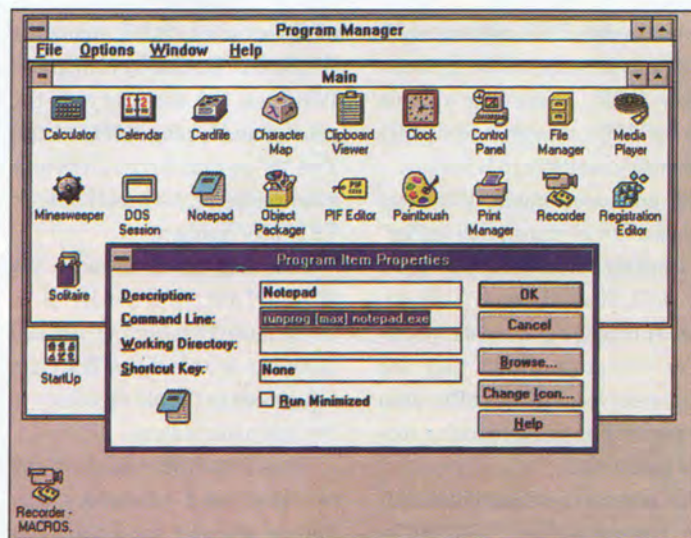 Program Manager
File Options Window Help
Main
Calculator Calendar Cardfile Character Map Clipboard Viewer Clock Control Panel File Manager Media Player
Minesweeper DOS Session Notepad Object Packager PIF Editor Paintbrush Print Manager Recorder Registration Editor
Solitaire
StartUp
Program Item Properties
Description: Notepad OK
Command Line: runprog [max] notepad.exe Cancel
Working Directory: Browse...
Shortcut Key: None Change Icon...
Run Minimized Help
Recorder -
MACROS.